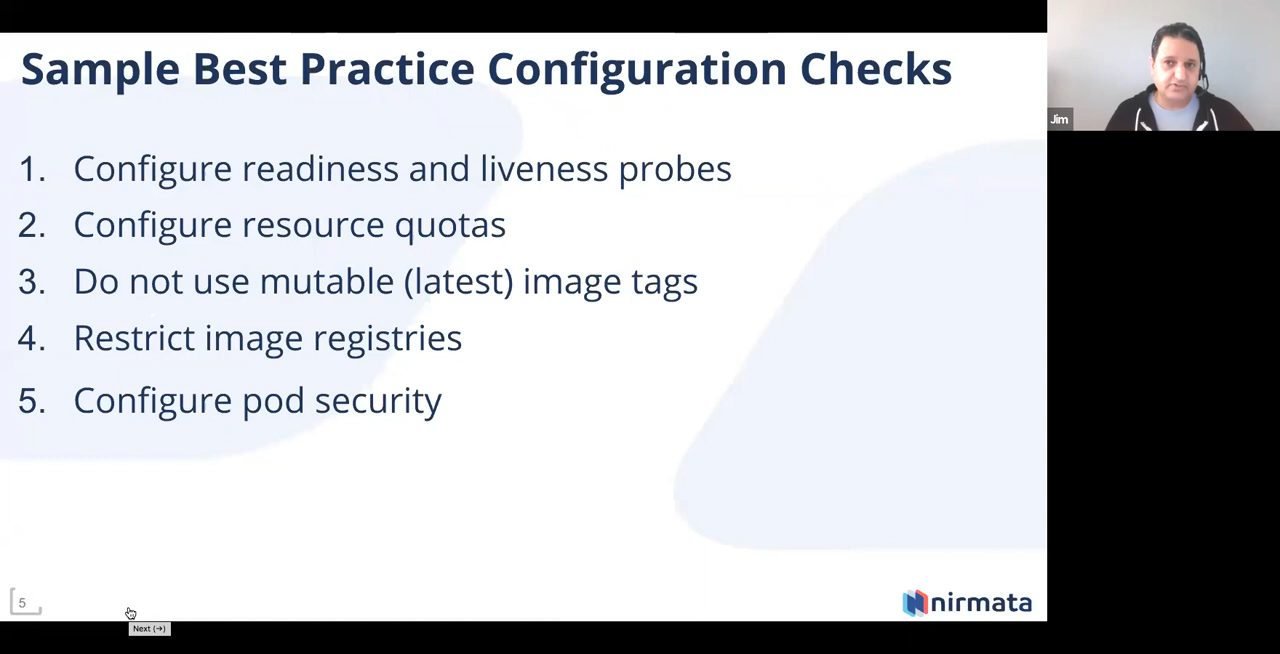 Sample Best Practice Configuration Checks
Jim
1. Configure readiness and liveness probes
2. Configure resource quotas
3. Do not use mutable (latest) image tags
4. Restrict image registries
5. Configure pod security
5
Next (→)
nirmata